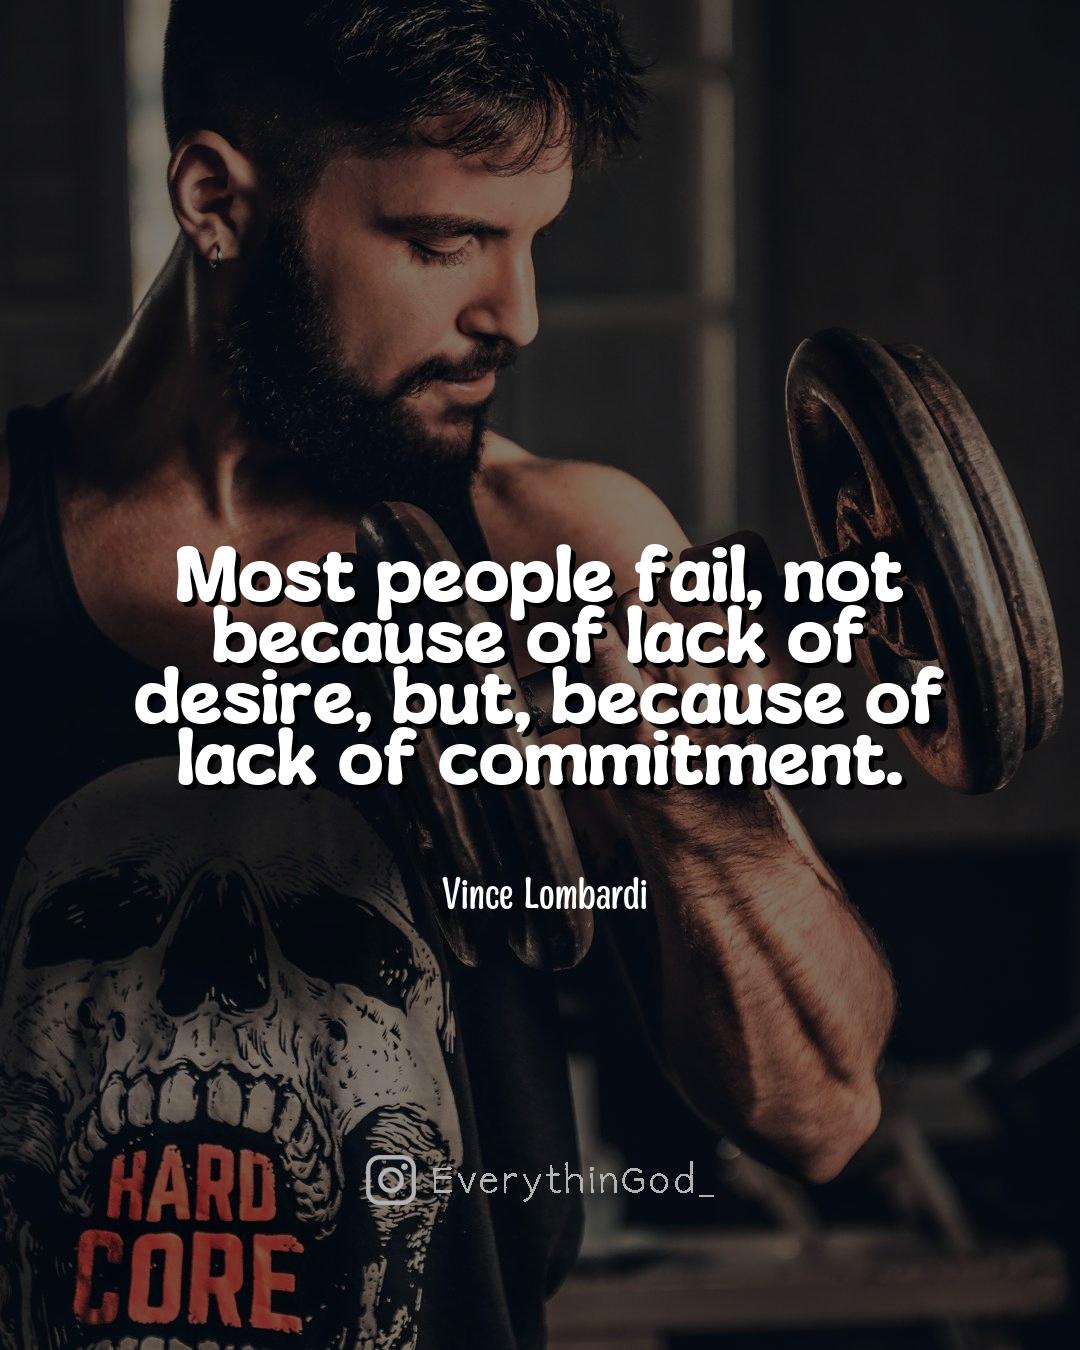 Most people fail, not
because of lack of
desire, but, because of
lack of commitment.
Vince Lombardi
EverythinGod_
HARD
CORE